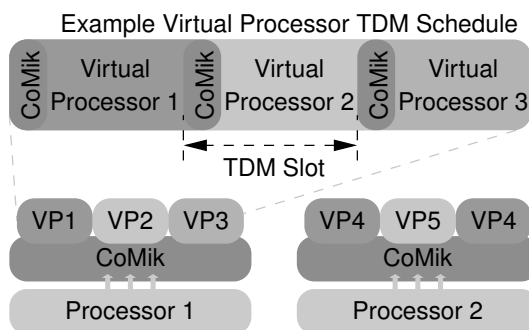 Example Virtual Processor TDM Schedule
CoMik
Virtual
Processor 1
CoMik
Virtual
Processor 2
CoMik
Virtual
Processor 3
TDM Slot
VP1 VP2 VP3
CoMik
Processor 1
VP4 VP5 VP4
CoMik
Processor 2